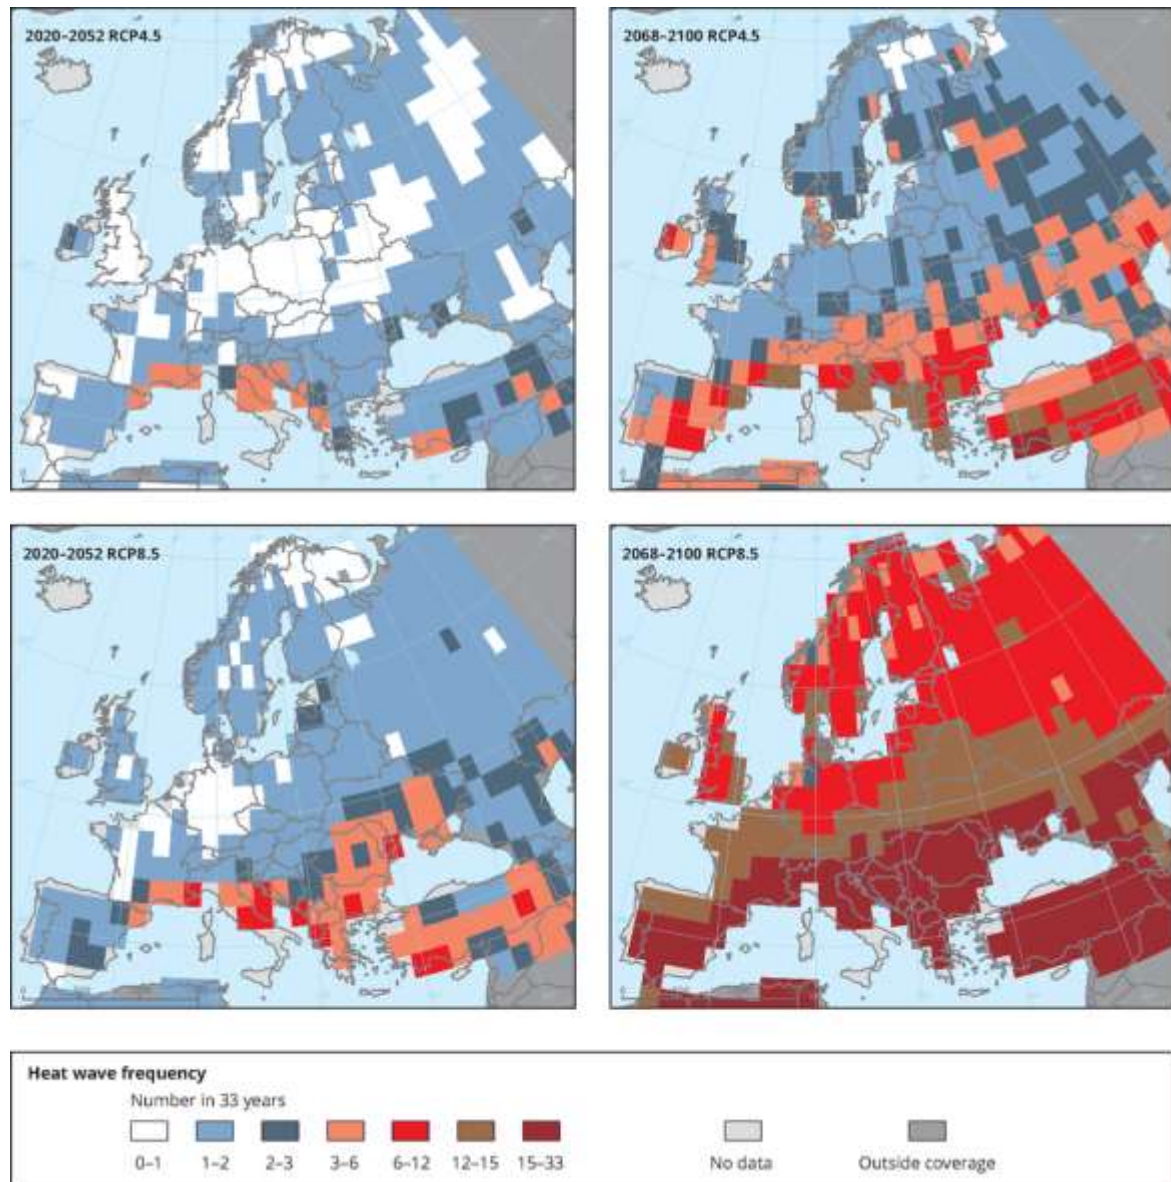 2020–2052 RCP4.5
2068–2100 RCP4.5
2020–2052 RCP8.5
2068–2100 RCP8.5
Heat wave frequency
Number in 33 years
0–1 1–2 2–3 3–6 6–12 12–15 15–33 No data Outside coverage